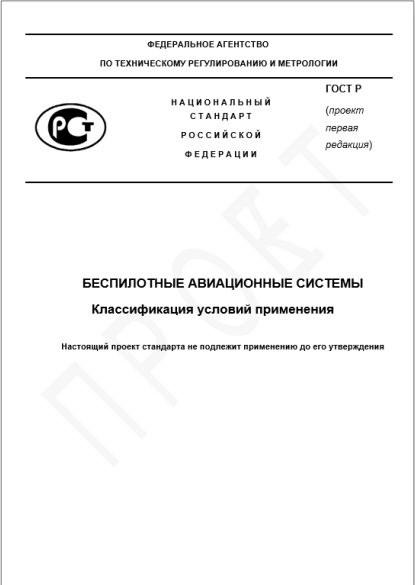 ФЕДЕРАЛЬНОЕ АГЕНТСТВО
ПО ТЕХНИЧЕСКОМУ РЕГУЛИРОВАНИЮ И МЕТРОЛОГИИ
НАЦИОНАЛЬНЫЙ
СТАНДАРТ
РОССИЙСКОЙ
ФЕДЕРАЦИИ
ГОСТ Р
(проект
первая
редакция)
РСТ
БЕСПИЛОТНЫЕ АВИАЦИОННЫЕ СИСТЕМЫ
Классификация условий применения
Настоящий проект стандарта не подлежит применению до его утверждения
ПРОЕКТ